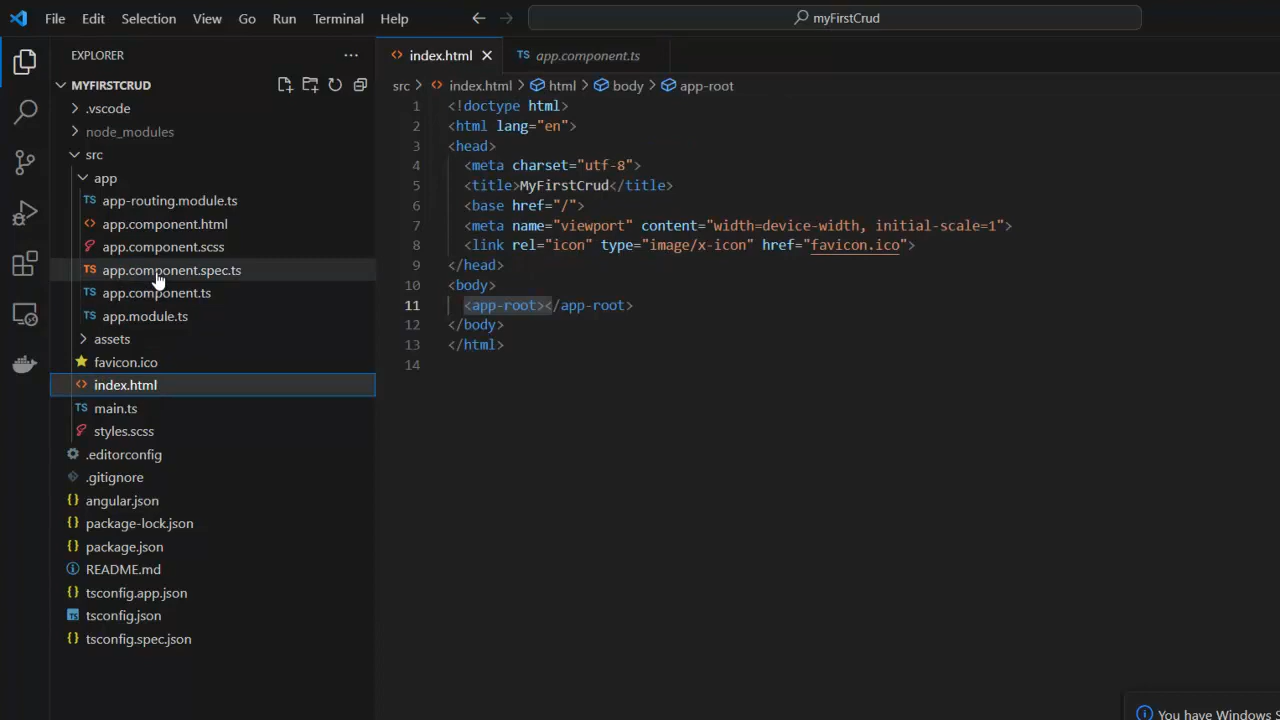 File Edit Selection View Go Run Terminal Help
myFirstCrud
EXPLORER
MYFIRSTCRUD
.vscode
node_modules
src
app
app-routing.module.ts
app.component.html
app.component.scss
app.component.spec.ts
app.component.ts
app.module.ts
assets
favicon.ico
index.html
main.ts
styles.scss
.editorconfig
.gitignore
angular.json
package-lock.json
package.json
README.md
tsconfig.app.json
tsconfig.json
tsconfig.spec.json
index.html
TS app.component.ts
src > index.html > html > body > app-root
1 <!doctype html>
2 <html lang="en">
3 <head>
4 <meta charset="utf-8">
5 <title>MyFirstCrud</title>
6 <base href="/">
7 <meta name="viewport" content="width=device-width, initial-scale=1">
8 <link rel="icon" type="image/x-icon" href="favicon.ico">
9 </head>
10 <body>
11 <app-root></app-root>
12 </body>
13 </html>
14
You have Windows